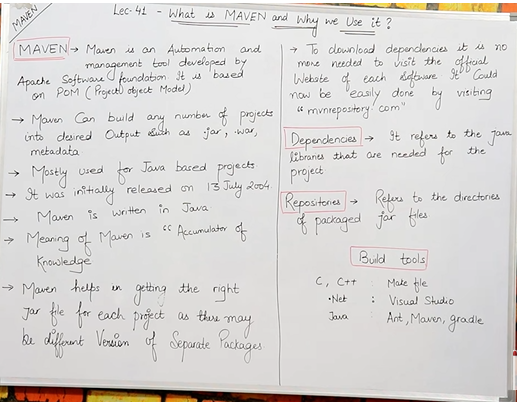 MAVEN
Lec-41 - What is MAVEN and Why we Use it ?
MAVEN → Maven is an Automation and
management tool developed by
Apache Software foundation It is based
on POM (Project object Model)
→ Maven Can build any number of projects
into desired Output such as jar, war,
metadata
→ Mostly used for Java based projects
→ It was initially released on 13 July 2004.
→ Maven is written in Java
→ Meaning of Maven is "Accumulator of
Knowledge
→ Maven helps in getting the right
Jar file for each project as there may
be different Version of Separate Packages
→ To download dependencies it is no
more needed to visit the official
Website of each software It Could
now be easily done by visiting
"mvnrepository.com"
Dependencies → It refers to the java
libraries that are needed for the
project
Repositories → Refers to the directories
of packaged jar files
Build tools
C, C++ : Make file
.Net : Visual Studio
Java : Ant, Maven, gradle